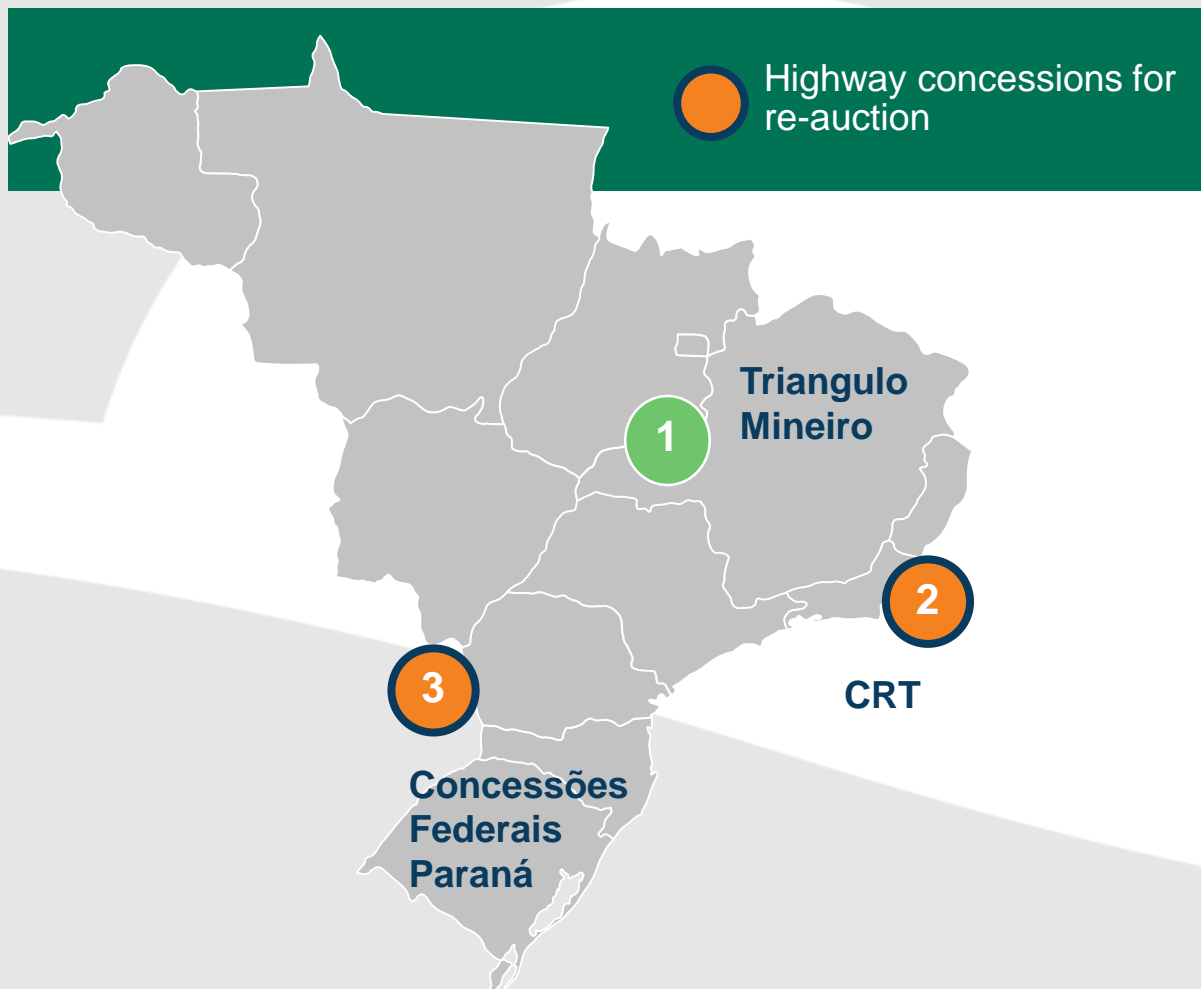 Highway concessions for
re-auction
Triangulo
Mineiro
1
2
CRT
3
Concessões
Federais
Paraná